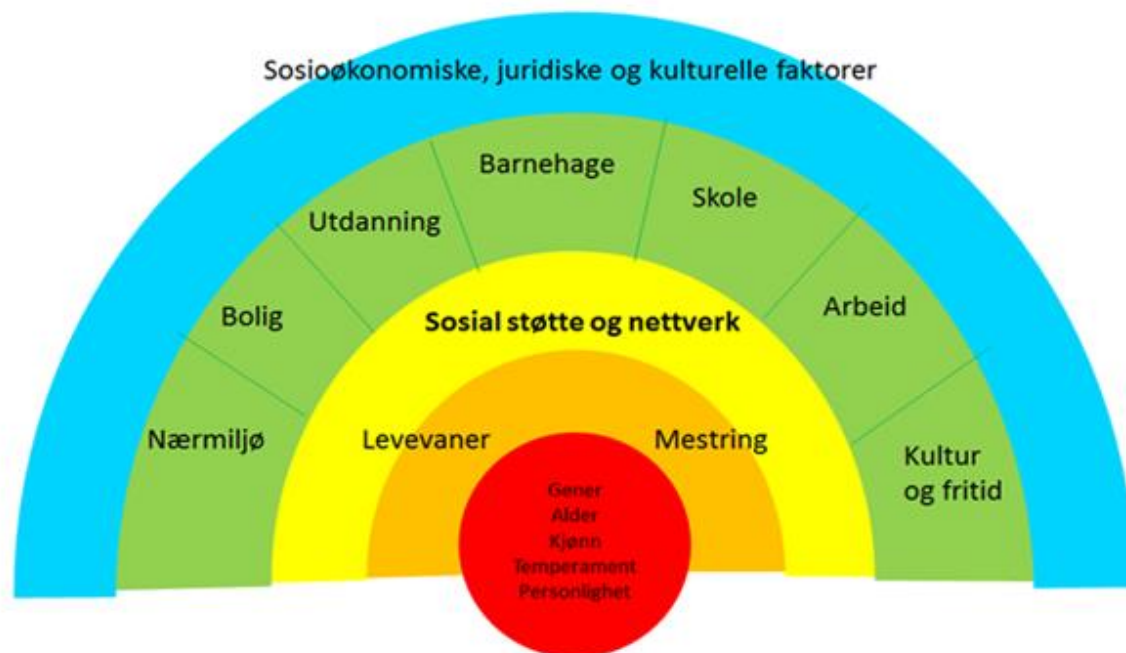 Sosioøkonomiske, juridiske og kulturelle faktorer
Barnehage
Utdanning
Skole
Bolig
Arbeid
Nærmiljø
Kultur
og fritid
Sosial støtte og nettverk
Levevaner
Mestring
Gener
Alder
Kjønn
Temperament
Personlighet